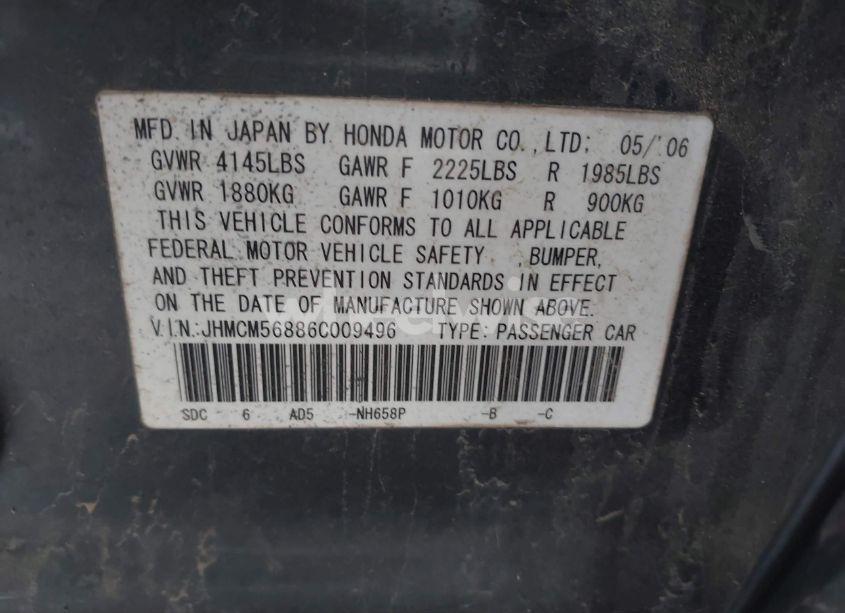 MFD. IN JAPAN BY HONDA MOTOR CO.,LTD: 05/'06
GVWR 4145LBS GAWR F 2225LBS R 1985LBS
GVWR 1880KG GAWR F 1010KG R 900KG
THIS VEHICLE CONFORMS TO ALL APPLICABLE
FEDERAL MOTOR VEHICLE SAFETY ,BUMPER,
AND THEFT PREVENTION STANDARDS IN EFFECT
ON THE DATE OF MANUFACTURE SHOWN ABOVE.
V.I.N.:JHMCM56886C009496 TYPE: PASSENGER CAR
SDC 6 AD5 -NH658P -B -C